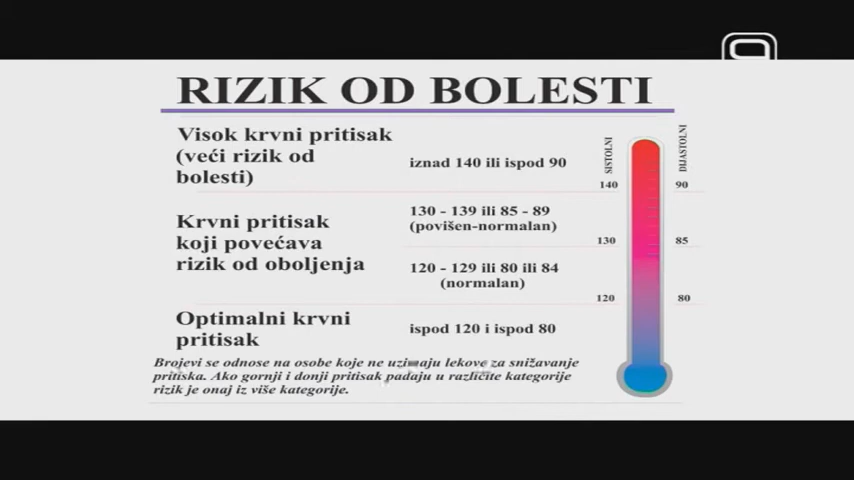 RIZIK OD BOLESTI
Visok krvni pritisak
(veći rizik od
bolesti)
iznad 140 ili ispod 90
Krvni pritisak
koji povećava
rizik od oboljenja
130 - 139 ili 85 - 89
(povišen-normalan)
120 - 129 ili 80 ili 84
(normalan)
Optimalni krvni
pritisak
ispod 120 i ispod 80
SISTOLNI
DIJASTOLNI
140 90
130 85
120 80
Brojevi se odnose na osobe koje ne uzimaju lekove za snižavanje
pritiska. Ako gornji i donji pritisak padaju u različite kategorije
rizik je onaj iz više kategorije.